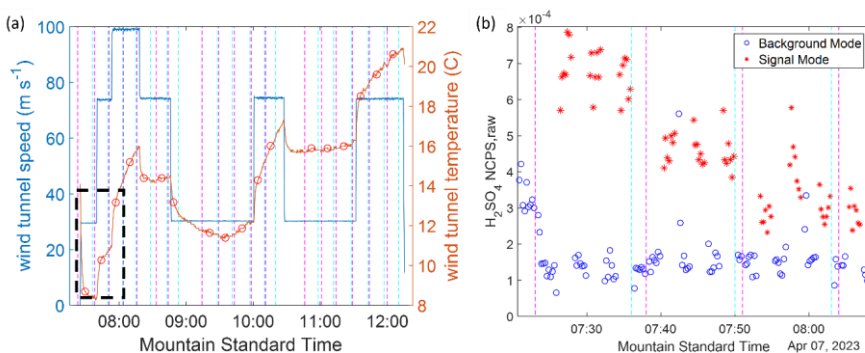 (a)
wind tunnel speed (m s⁻¹)
100
80
60
40
20
0
22
20
18
16
14
12
10
8
wind tunnel temperature (C)
08:00 09:00 10:00 11:00 12:00
Mountain Standard Time
(b)
×10⁻⁴
8
7
6
5
4
3
2
1
0
H₂SO₄ NCPS,raw
Background Mode
Signal Mode
07:30 07:40 07:50 08:00
Mountain Standard Time Apr 07, 2023